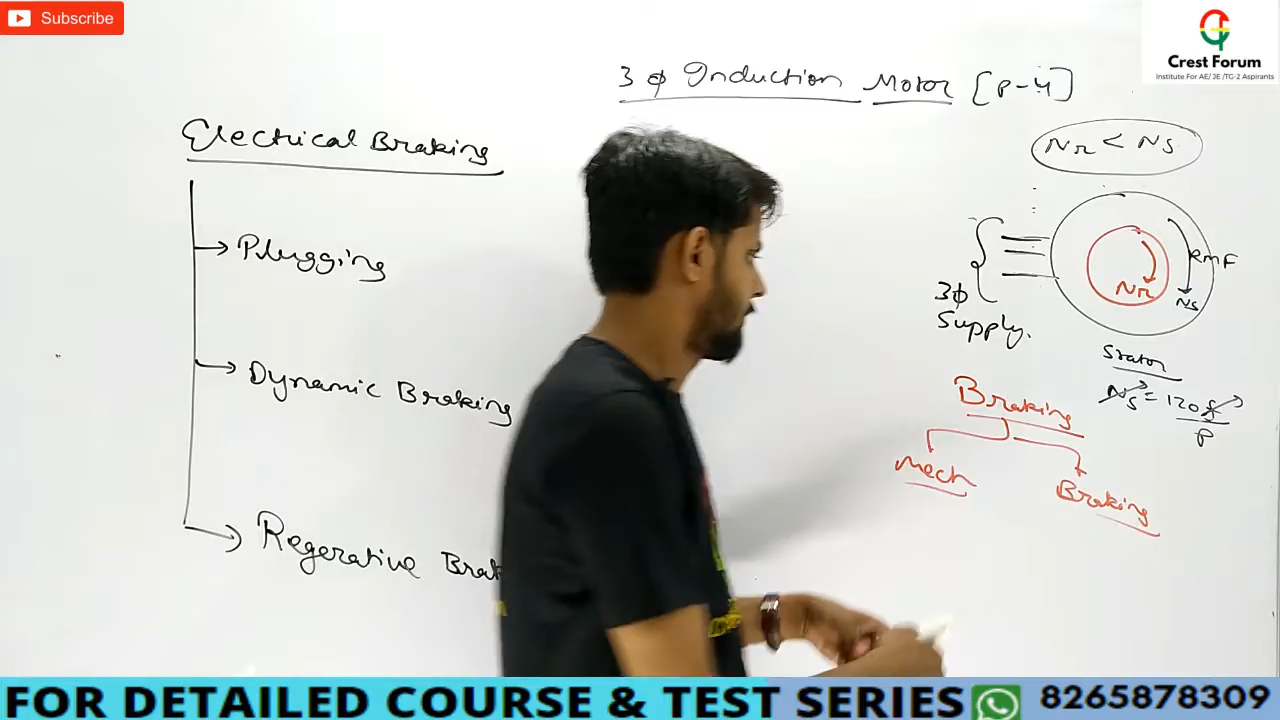 Subscribe
Crest Forum
Institute For AE/ JE /TG-2 Aspirants
3 ϕ Induction Motor [P-4]
Electrical Braking
Plugging
Dynamic Braking
Regerative Brak
Nr < Ns
3ϕ
Supply.
RMF
Nr
Ns
Stator
Ns = 120f
P
Braking
Mech
Braking
FOR DETAILED COURSE & TEST SERIES 8265878309